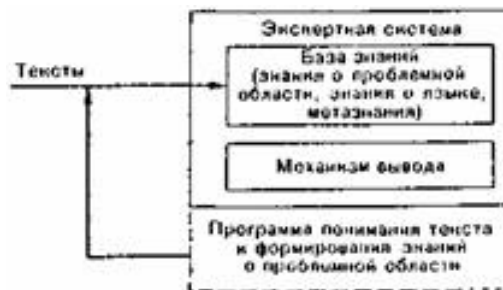 Экспертная система
База знаний
(знания о проблемной
области, знания о языке,
метазнания)
Тексты
Механизм вывода
Программа понимания текста
и формирования знаний
о проблемной области